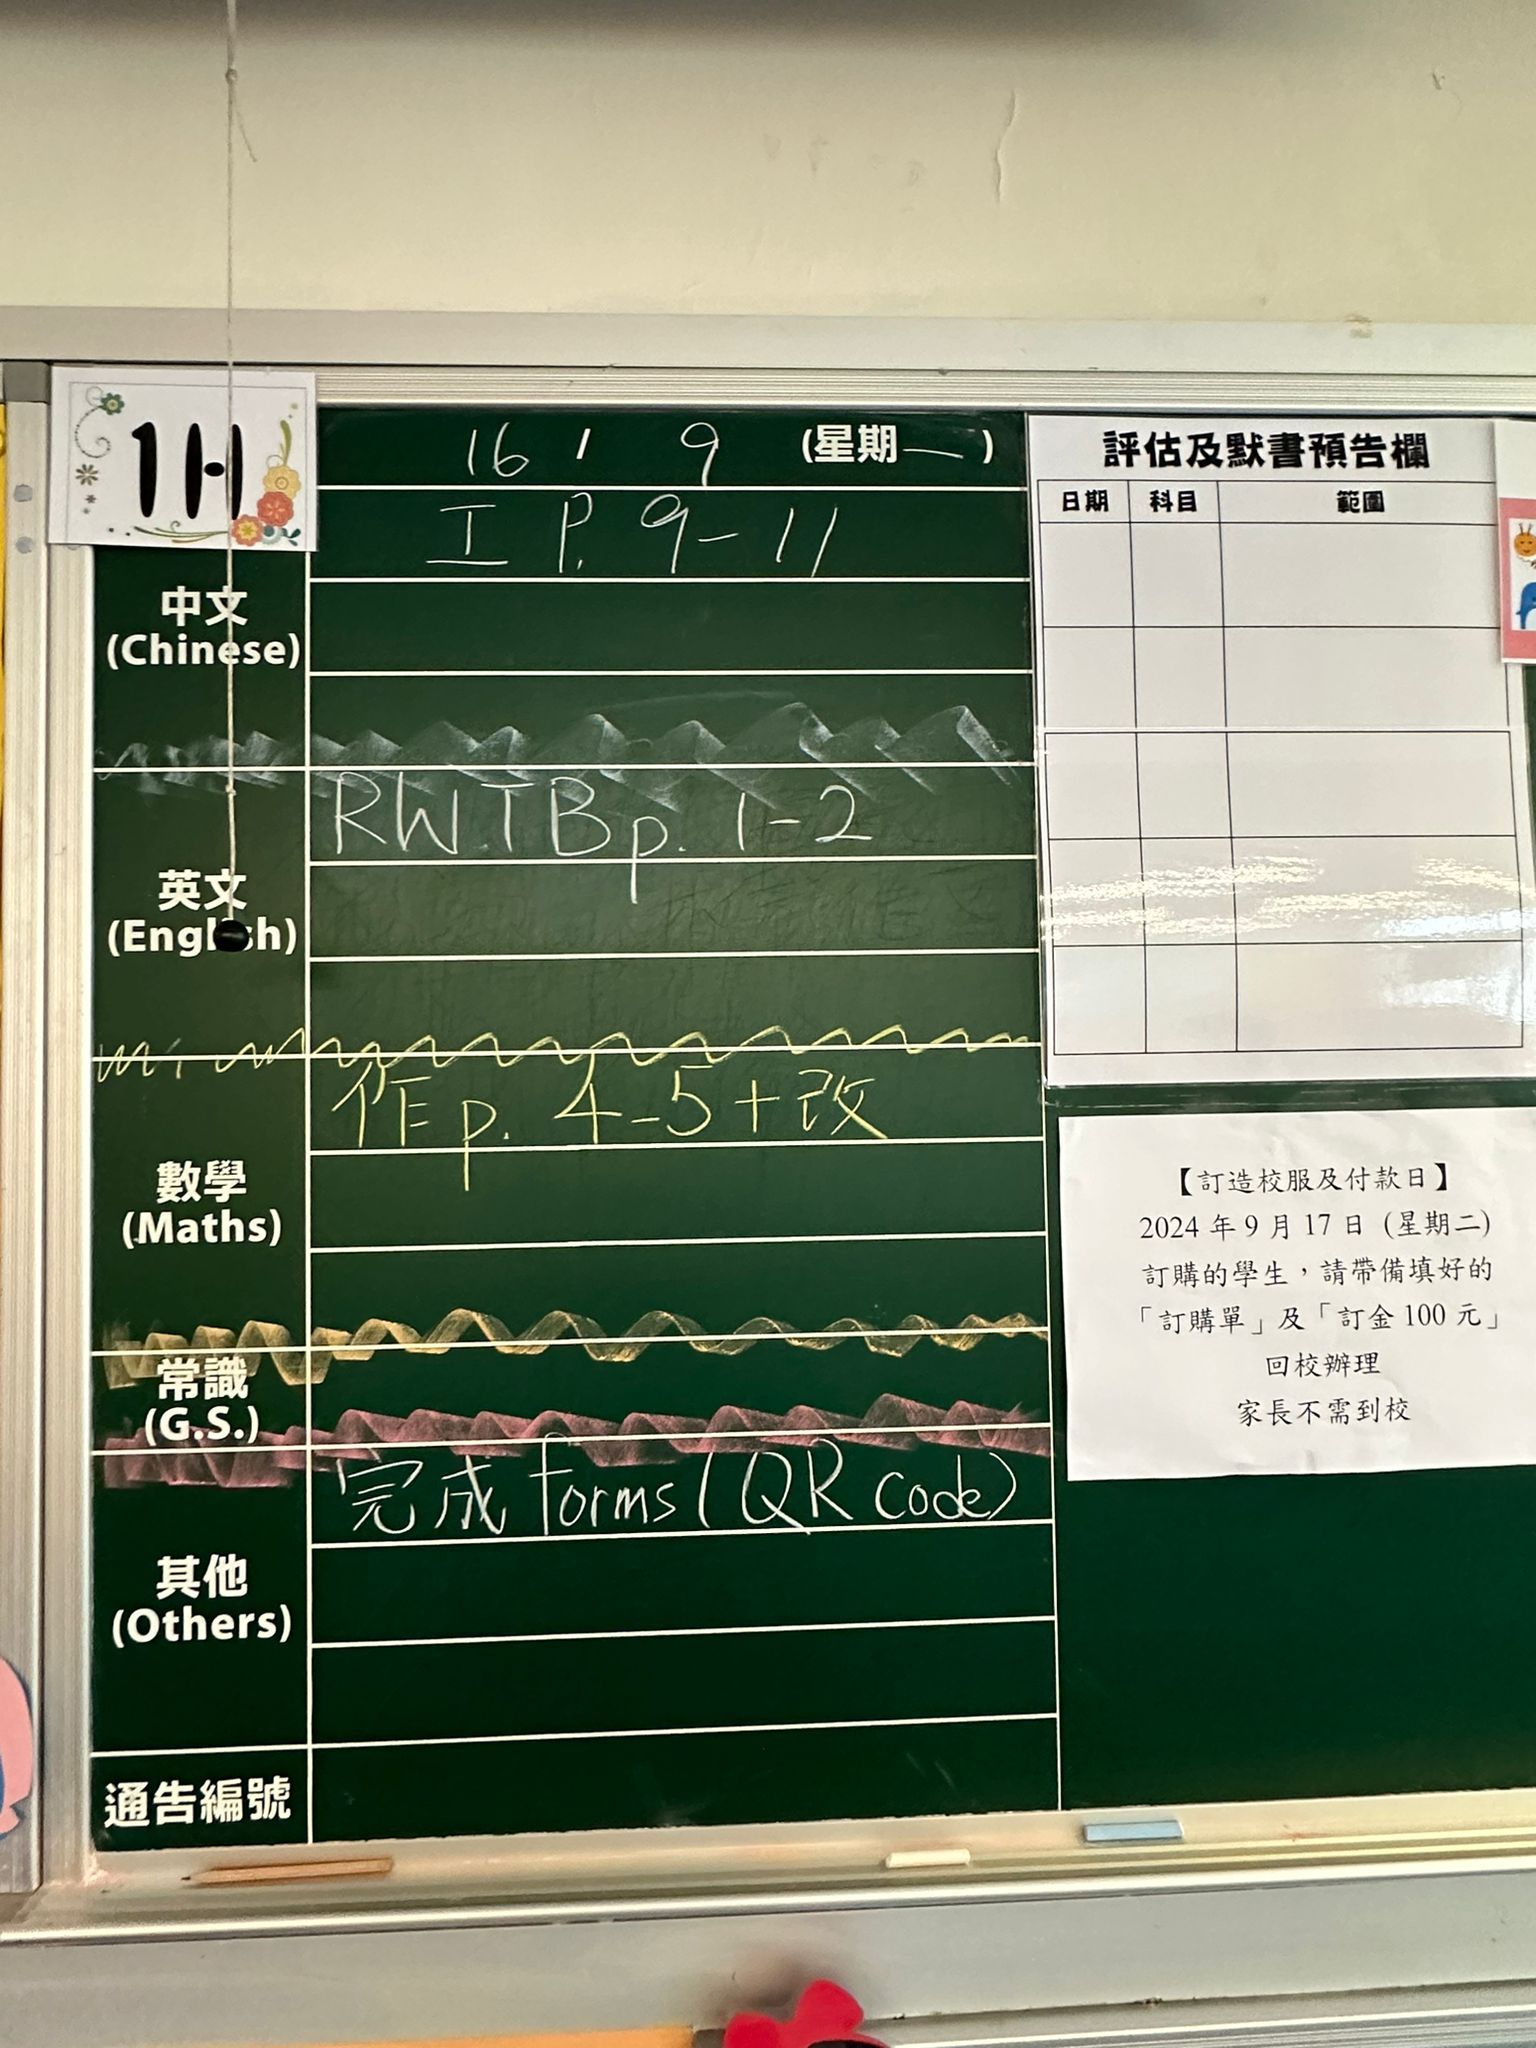 1H
16 ' 9 (星期一)
工 P. 9-11
中文
(Chinese)
RWTB p. 1-2
英文
(English)
作 p. 4-5+改
數學
(Maths)
常識
(G.S.)
完成 forms (QR code)
其他
(Others)
通告編號
評估及默書預告欄
日期 科目 範圍
【訂造校服及付款日】
2024 年 9 月 17 日 (星期二)
訂購的學生，請帶備填好的
「訂購單」及「訂金 100 元」
回校辦理
家長不需到校